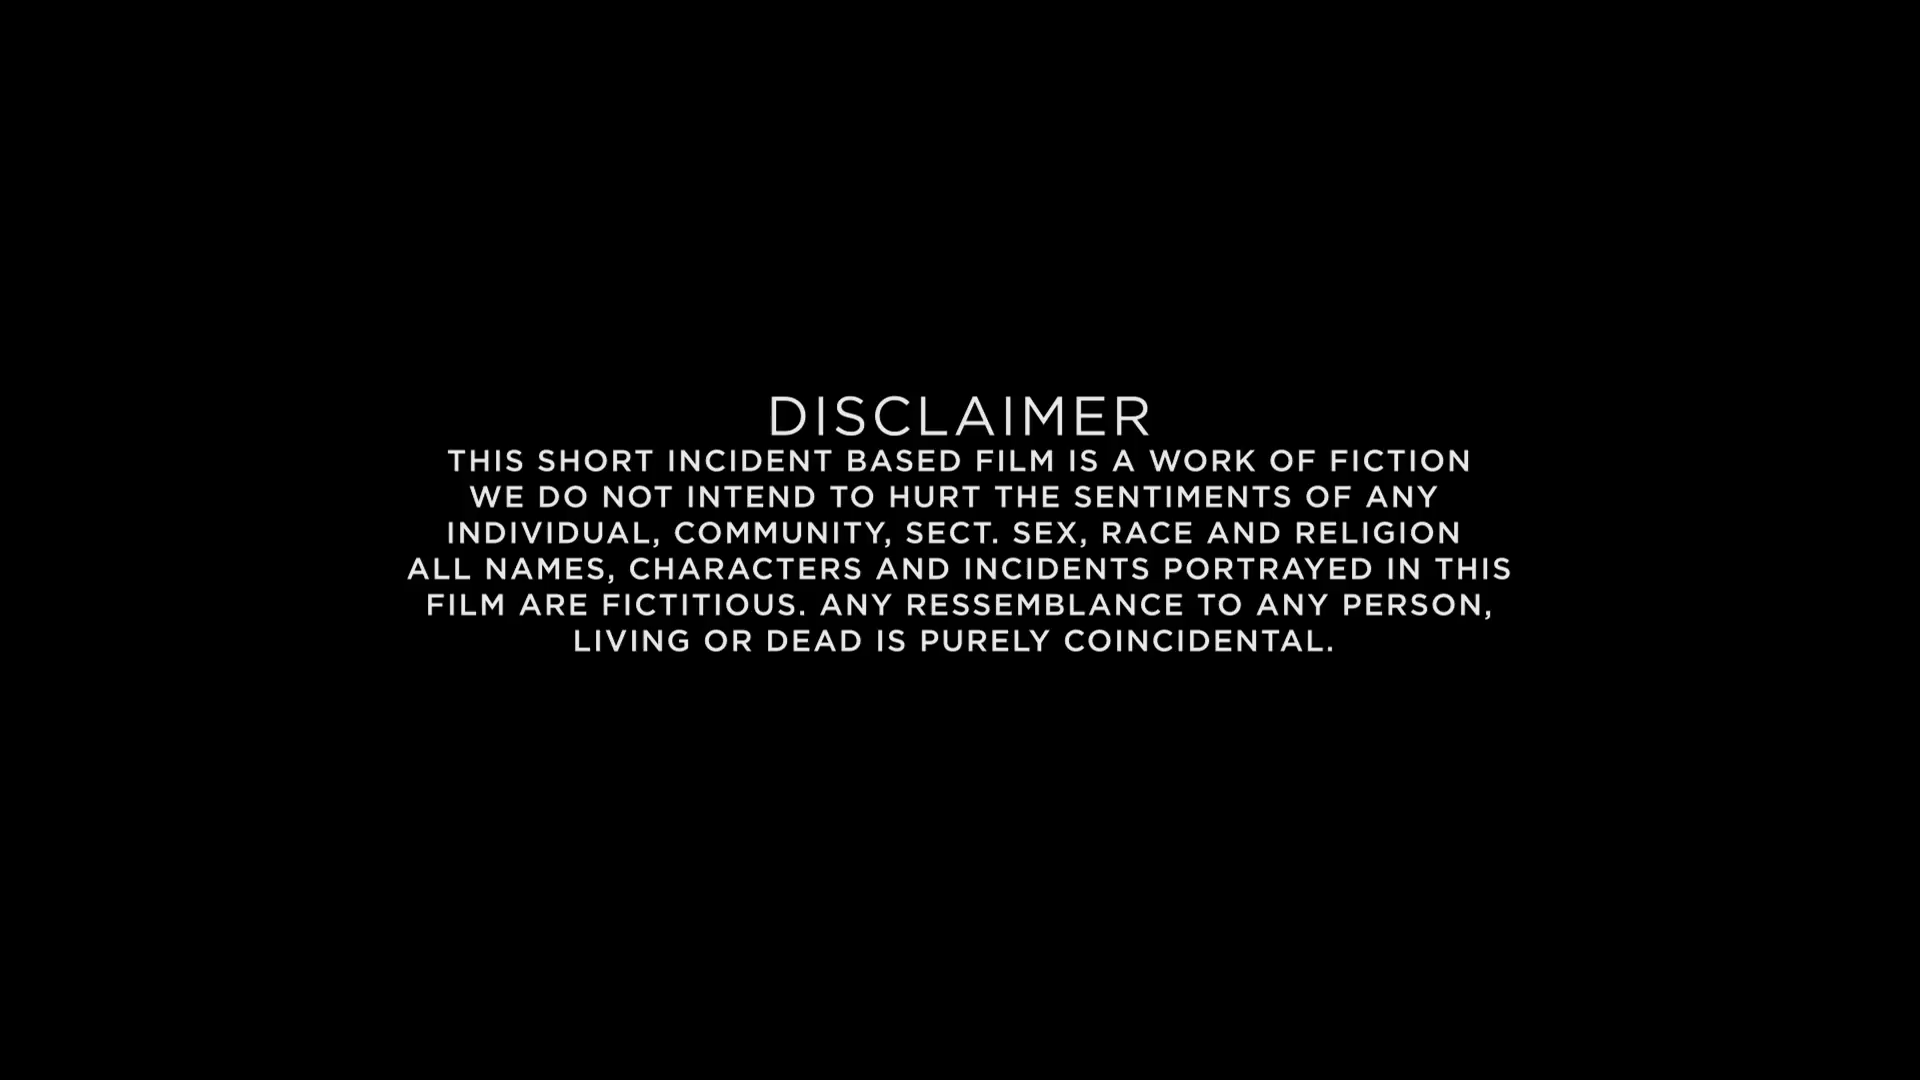 DISCLAIMER
THIS SHORT INCIDENT BASED FILM IS A WORK OF FICTION
WE DO NOT INTEND TO HURT THE SENTIMENTS OF ANY
INDIVIDUAL, COMMUNITY, SECT. SEX, RACE AND RELIGION
ALL NAMES, CHARACTERS AND INCIDENTS PORTRAYED IN THIS
FILM ARE FICTITIOUS. ANY RESSEMBLANCE TO ANY PERSON,
LIVING OR DEAD IS PURELY COINCIDENTAL.